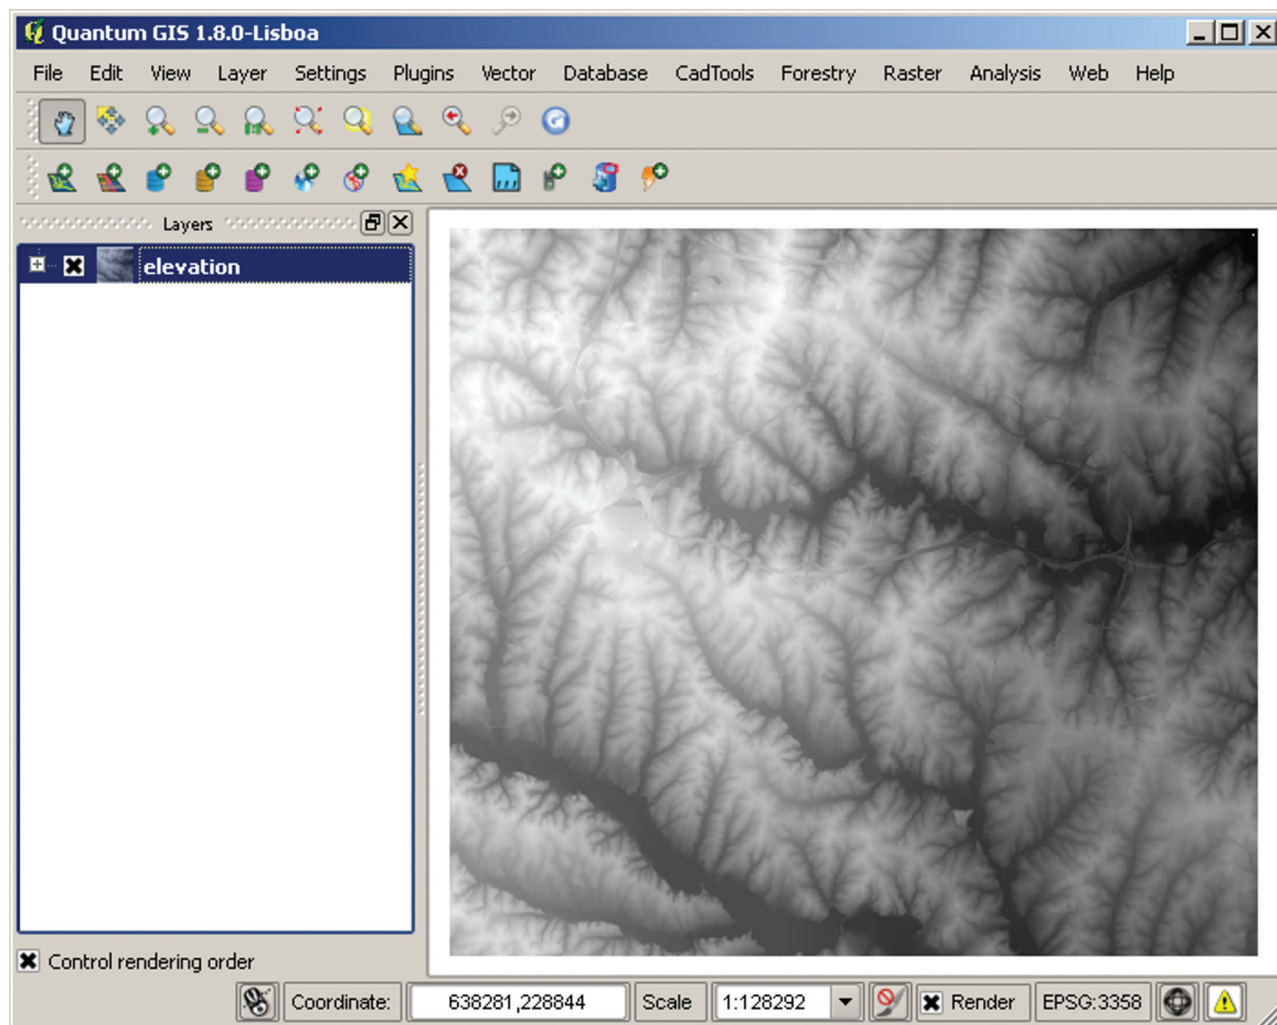 Quantum GIS 1.8.0-Lisboa
File Edit View Layer Settings Plugins Vector Database CadTools Forestry Raster Analysis Web Help
Layers
elevation
Control rendering order
Coordinate: 638281,228844 Scale 1:128292 Render EPSG:3358